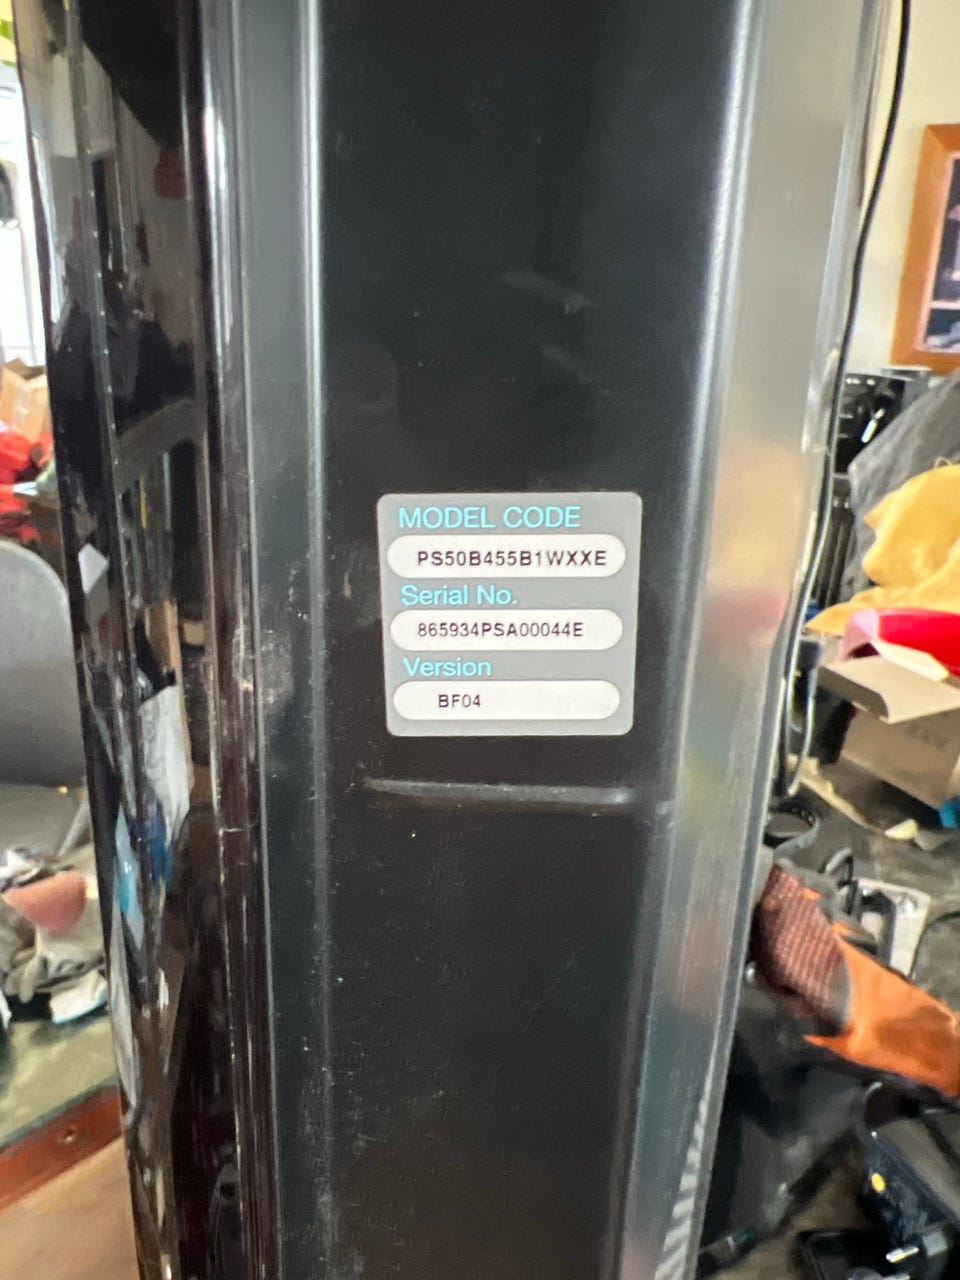 MODEL CODE
PS50B455B1WXXE
Serial No.
865934PSA00044E
Version
BF04